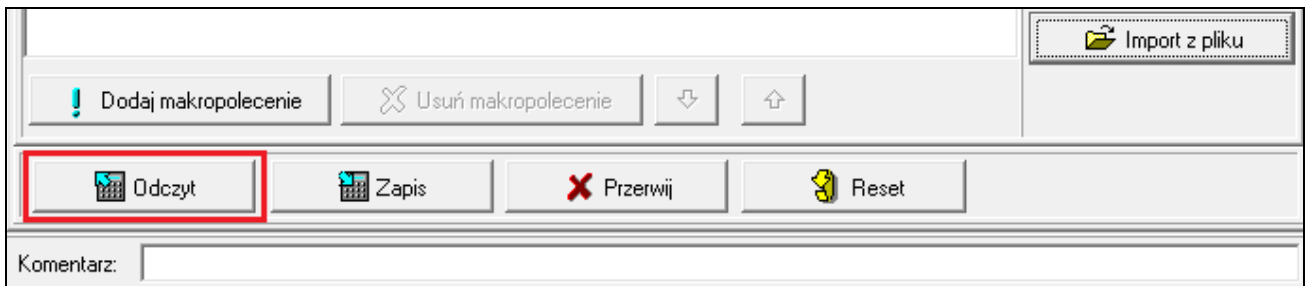 Import z pliku
Dodaj makropolecenie Usuń makropolecenie
Odczyt Zapis Przerwij Reset
Komentarz: